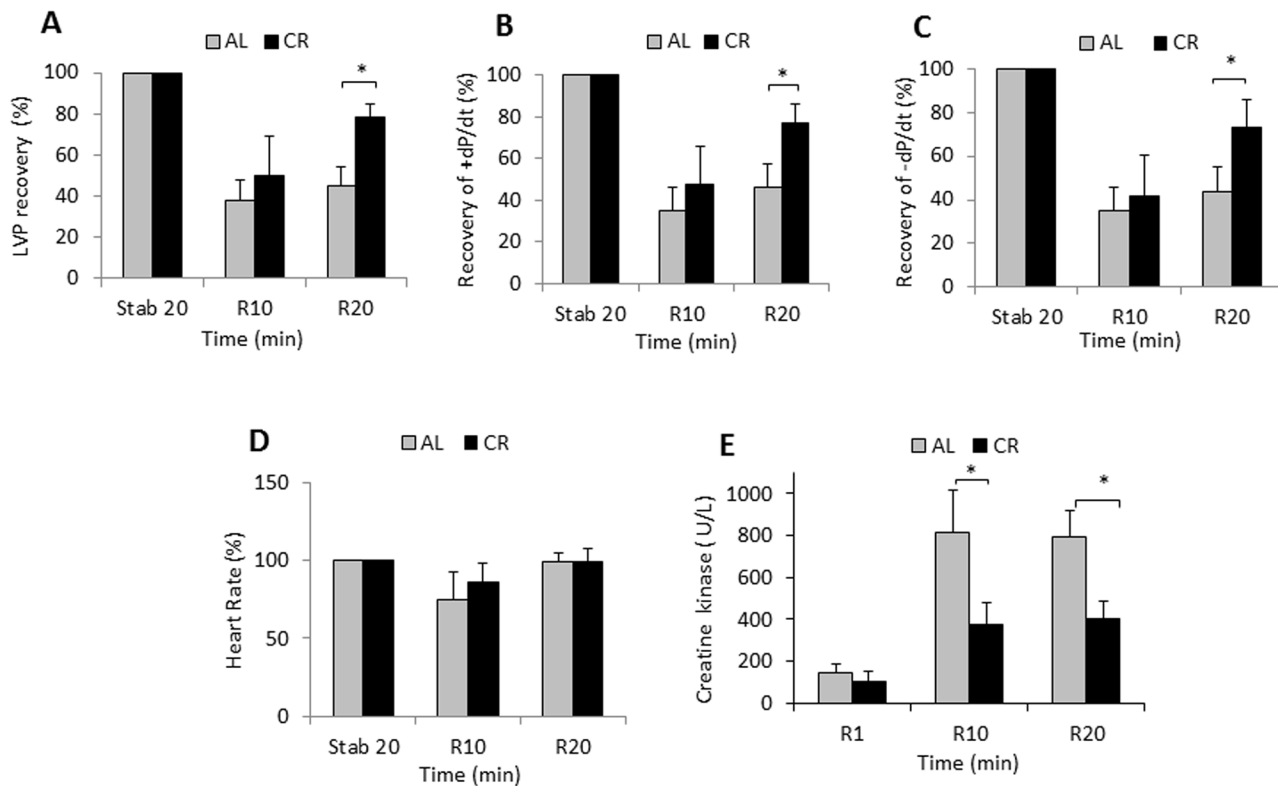 A
AL CR
*
LVP recovery (%)
100
80
60
40
20
0
Stab 20 R10 R20
Time (min)
B
AL CR
*
Recovery of +dP/dt (%)
100
80
60
40
20
0
Stab 20 R10 R20
Time (min)
C
AL CR
*
Recovery of -dP/dt (%)
100
80
60
40
20
0
Stab 20 R10 R20
Time (min)
D
AL CR
Heart Rate (%)
150
100
50
0
Stab 20 R10 R20
Time (min)
E
AL CR
* *
Creatine kinase ( U/L)
1000
800
600
400
200
0
R1 R10 R20
Time (min)